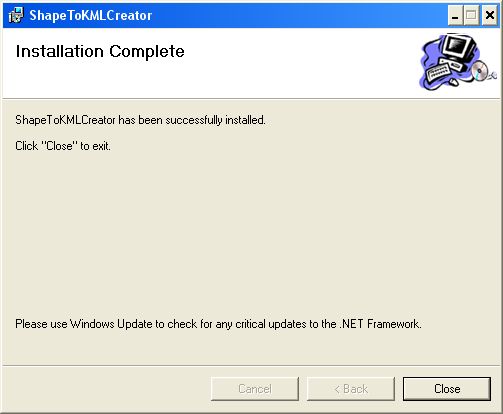 ShapeToKMLCreator
Installation Complete
ShapeToKMLCreator has been successfully installed.
Click "Close" to exit.
Please use Windows Update to check for any critical updates to the .NET Framework.
Cancel
< Back
Close